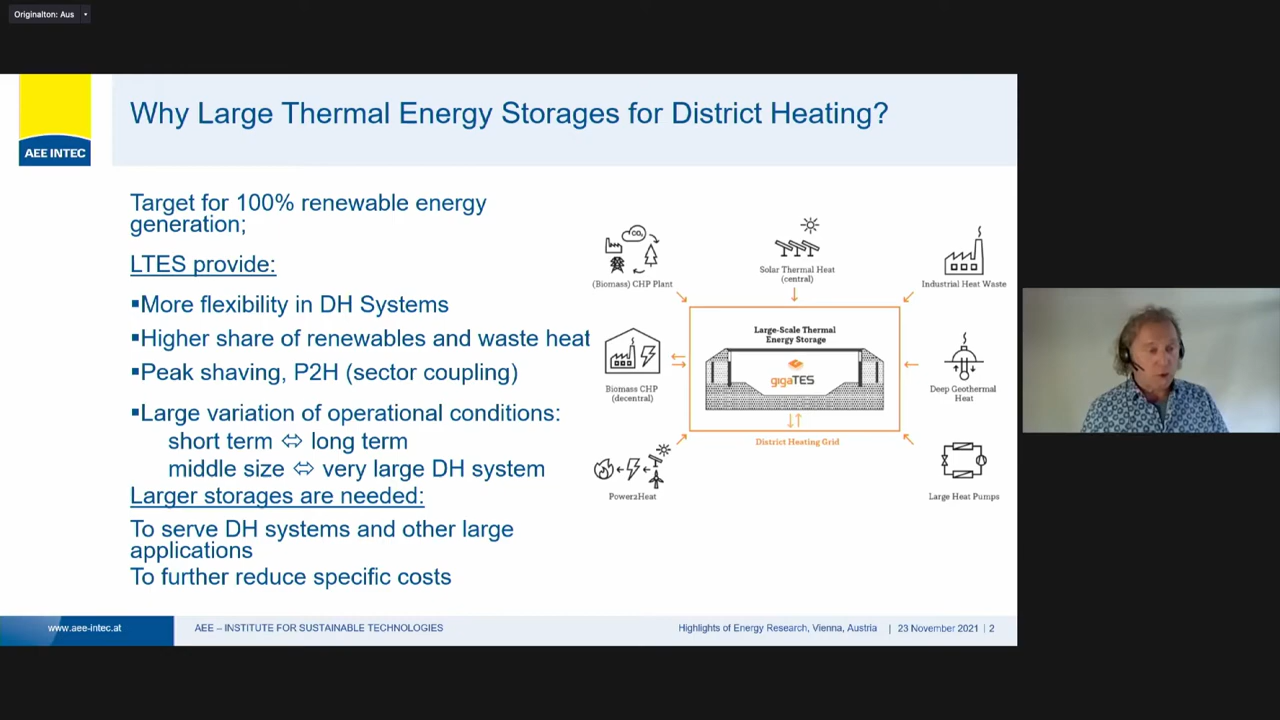 Originalton: Aus
AEE INTEC
Why Large Thermal Energy Storages for District Heating?
Target for 100% renewable energy
generation;
LTES provide:
▪More flexibility in DH Systems
▪Higher share of renewables and waste heat
▪Peak shaving, P2H (sector coupling)
▪Large variation of operational conditions:
short term ⇔ long term
middle size ⇔ very large DH system
Larger storages are needed:
To serve DH systems and other large
applications
To further reduce specific costs
CO₂
(Biomass) CHP Plant
Solar Thermal Heat
(central)
Industrial Heat Waste
Large-Scale Thermal
Energy Storage
gigaTES
Biomass CHP
(decentral)
Deep Geothermal
Heat
District Heating Grid
Power2Heat
Large Heat Pumps
www.aee-intec.at
AEE – INSTITUTE FOR SUSTAINABLE TECHNOLOGIES
Highlights of Energy Research, Vienna, Austria | 23 November 2021 | 2